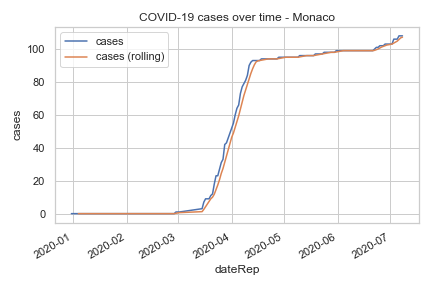 COVID-19 cases over time - Monaco
cases
cases (rolling)
100
80
60
40
20
0
cases
2020-01
2020-02
2020-03
2020-04
2020-05
2020-06
2020-07
dateRep